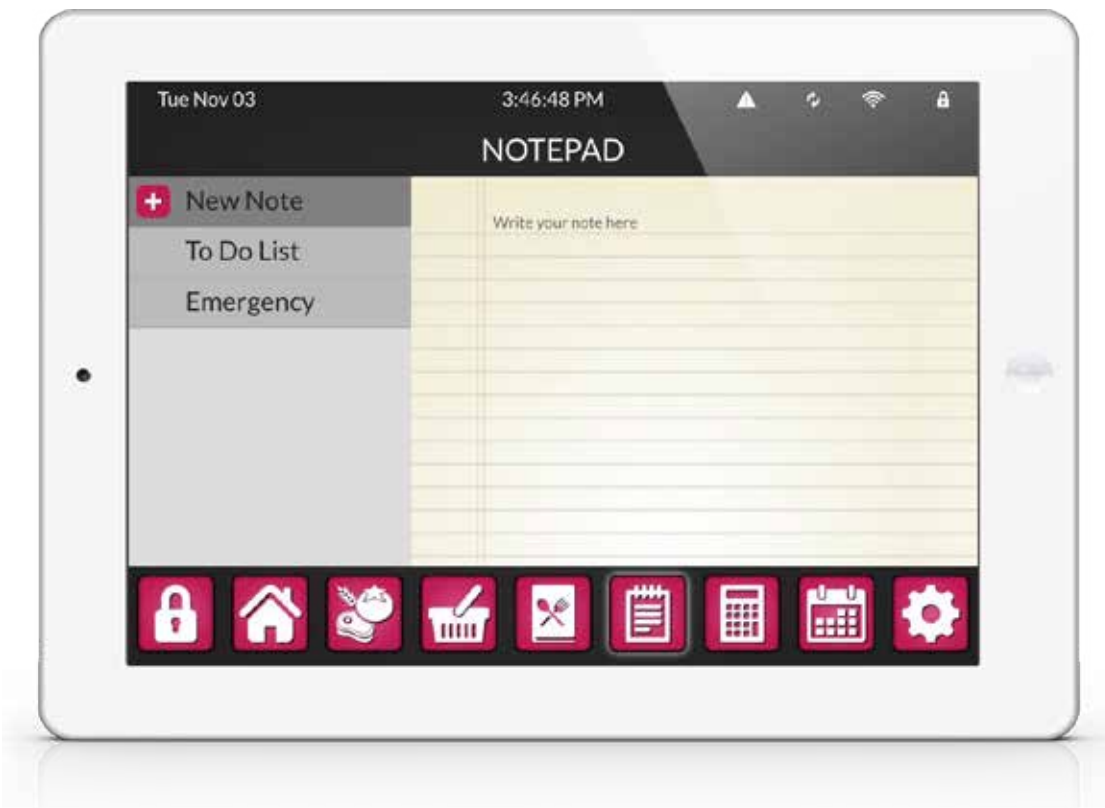 Tue Nov 03
3:46:48 PM
NOTEPAD
New Note
To Do List
Emergency
Write your note here